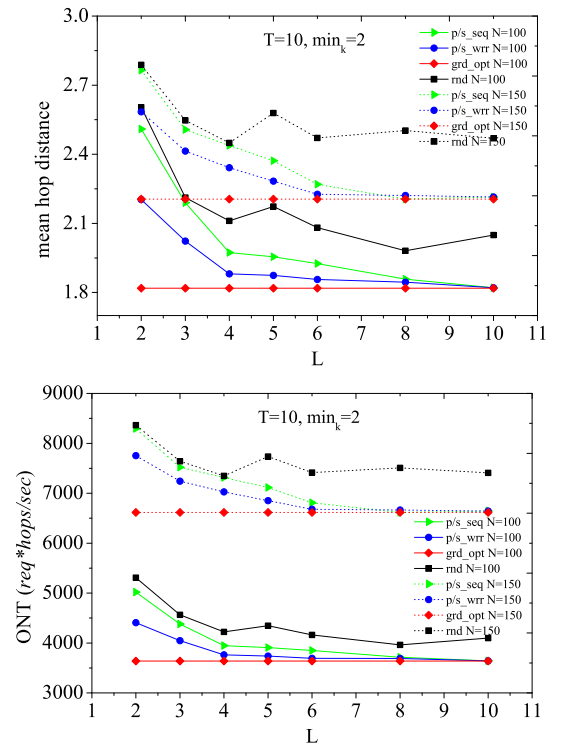 3.0
2.7
2.4
2.1
1.8
mean hop distance
T=10, min_k=2
p/s_seq N=100
p/s_wrr N=100
grd_opt N=100
rnd N=100
p/s_seq N=150
p/s_wrr N=150
grd_opt N=150
rnd N=150
1 2 3 4 5 6 7 8 9 10 11
L
9000
8000
7000
6000
5000
4000
3000
ONT (req*hops/sec)
T=10, min_k=2
p/s_seq N=100
p/s_wrr N=100
grd_opt N=100
rnd N=100
p/s_seq N=150
p/s_wrr N=150
grd_opt N=150
rnd N=150
1 2 3 4 5 6 7 8 9 10 11
L